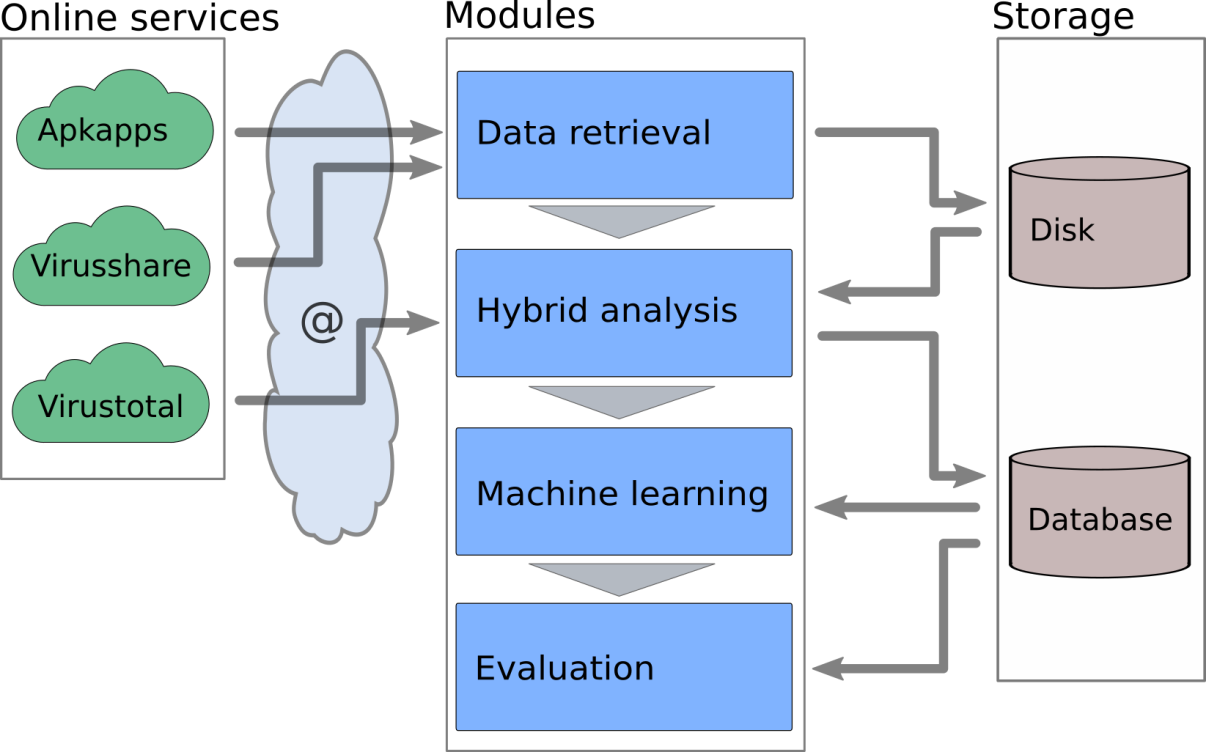 Online services
Modules
Storage
Apkapps
Virusshare
Virustotal
@
Data retrieval
Hybrid analysis
Machine learning
Evaluation
Disk
Database